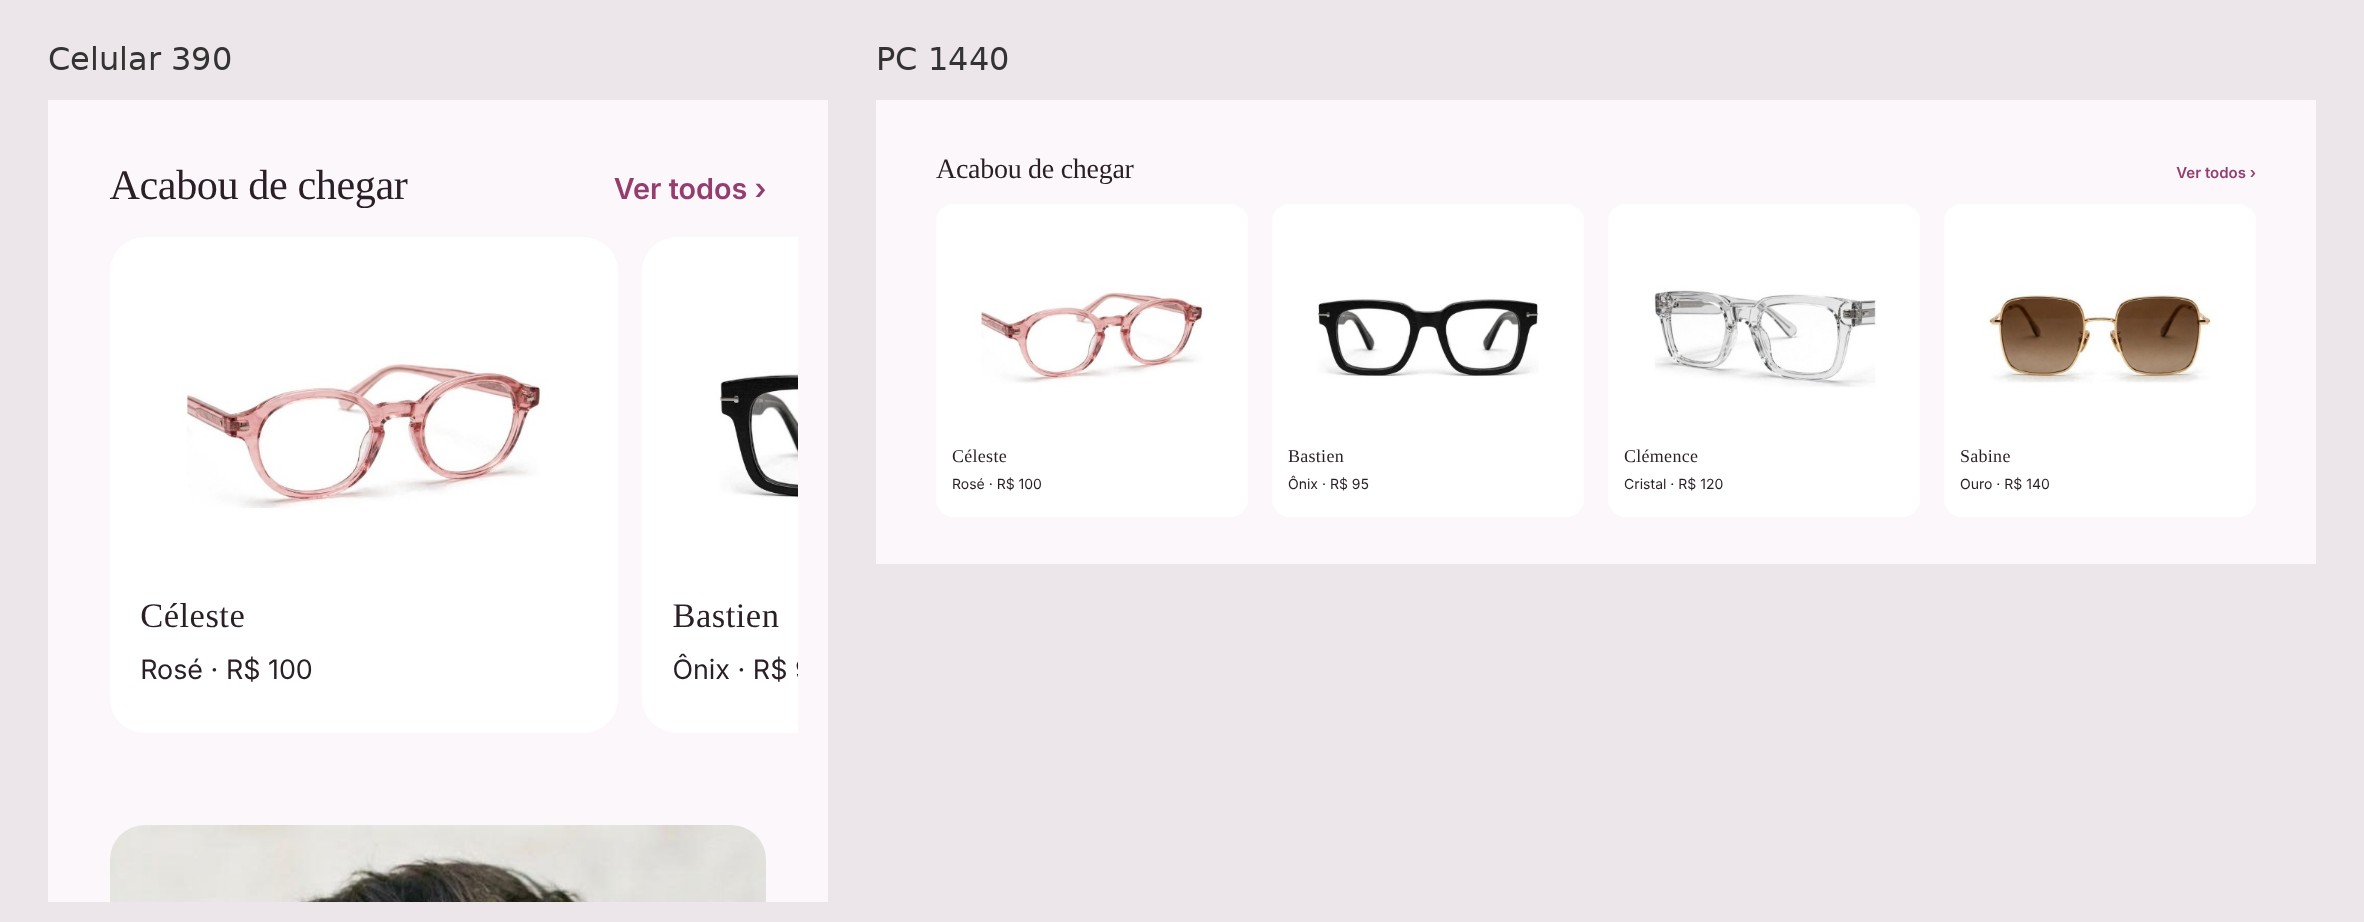 Celular 390
Acabou de chegar
Ver todos ›
Céleste
Rosé · R$ 100
Bastien
Ônix · R$
PC 1440
Acabou de chegar
Ver todos ›
Céleste
Rosé · R$ 100
Bastien
Ônix · R$ 95
Clémence
Cristal · R$ 120
Sabine
Ouro · R$ 140